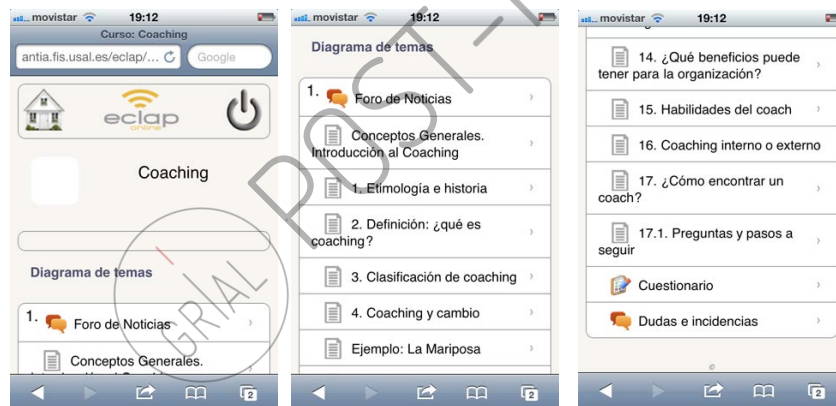 movistar 19:12
Curso: Coaching
antia.fis.usal.es/eclap/... Google
eclap
online
Coaching
Diagrama de temas
1. Foro de Noticias
Conceptos Generales.
movistar 19:12
Diagrama de temas
1. Foro de Noticias
Conceptos Generales.
Introducción al Coaching
1. Etimología e historia
2. Definición: ¿qué es
coaching?
3. Clasificación de coaching
4. Coaching y cambio
Ejemplo: La Mariposa
movistar 19:12
14. ¿Qué beneficios puede
tener para la organización?
15. Habilidades del coach
16. Coaching interno o externo
17. ¿Cómo encontrar un
coach?
17.1. Preguntas y pasos a
seguir
Cuestionario
Dudas e incidencias
2
2
2
GRIAL